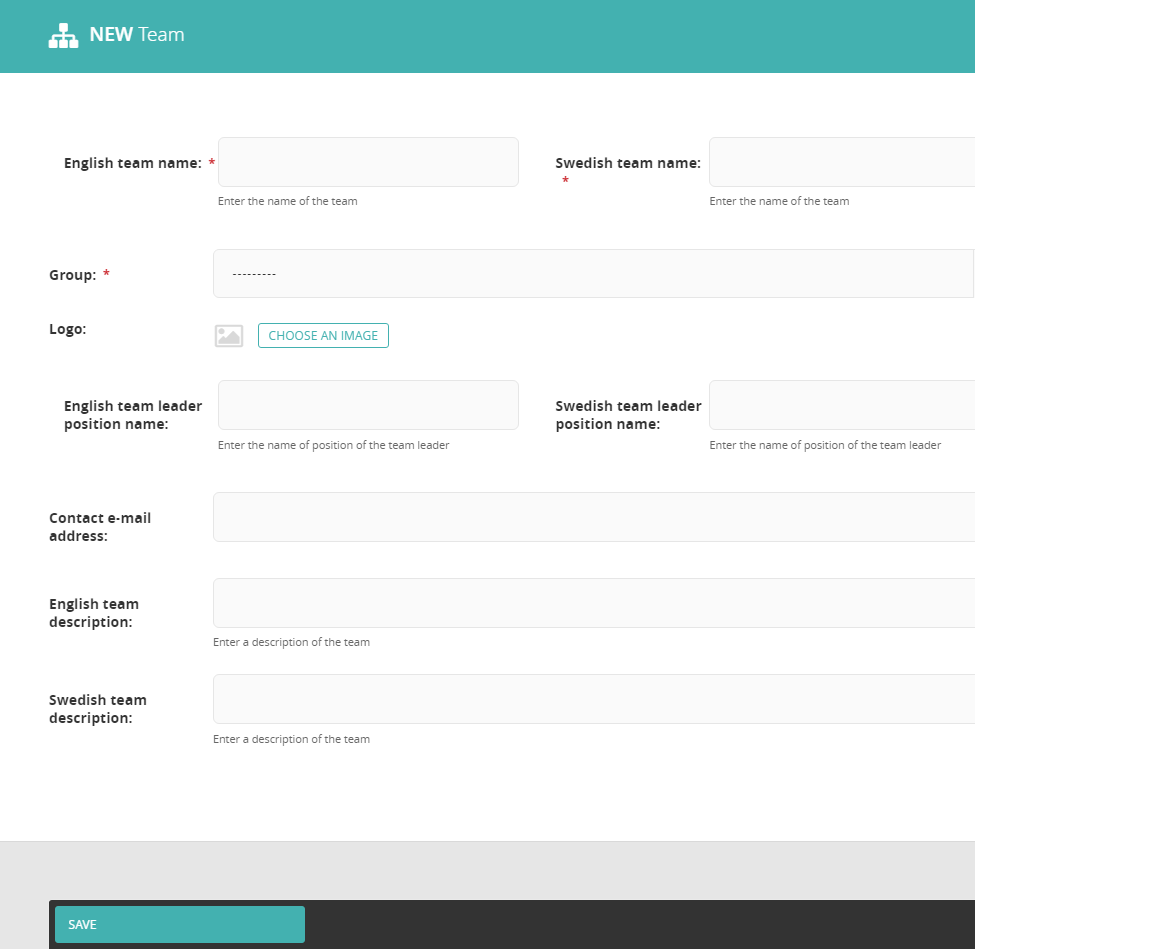 NEW Team
English team name: *
Swedish team name:
*
Enter the name of the team
Enter the name of the team
Group: *
---------
Logo:
CHOOSE AN IMAGE
English team leader
position name:
Swedish team leader
position name:
Enter the name of position of the team leader
Enter the name of position of the team leader
Contact e-mail
address:
English team
description:
Enter a description of the team
Swedish team
description:
Enter a description of the team
SAVE